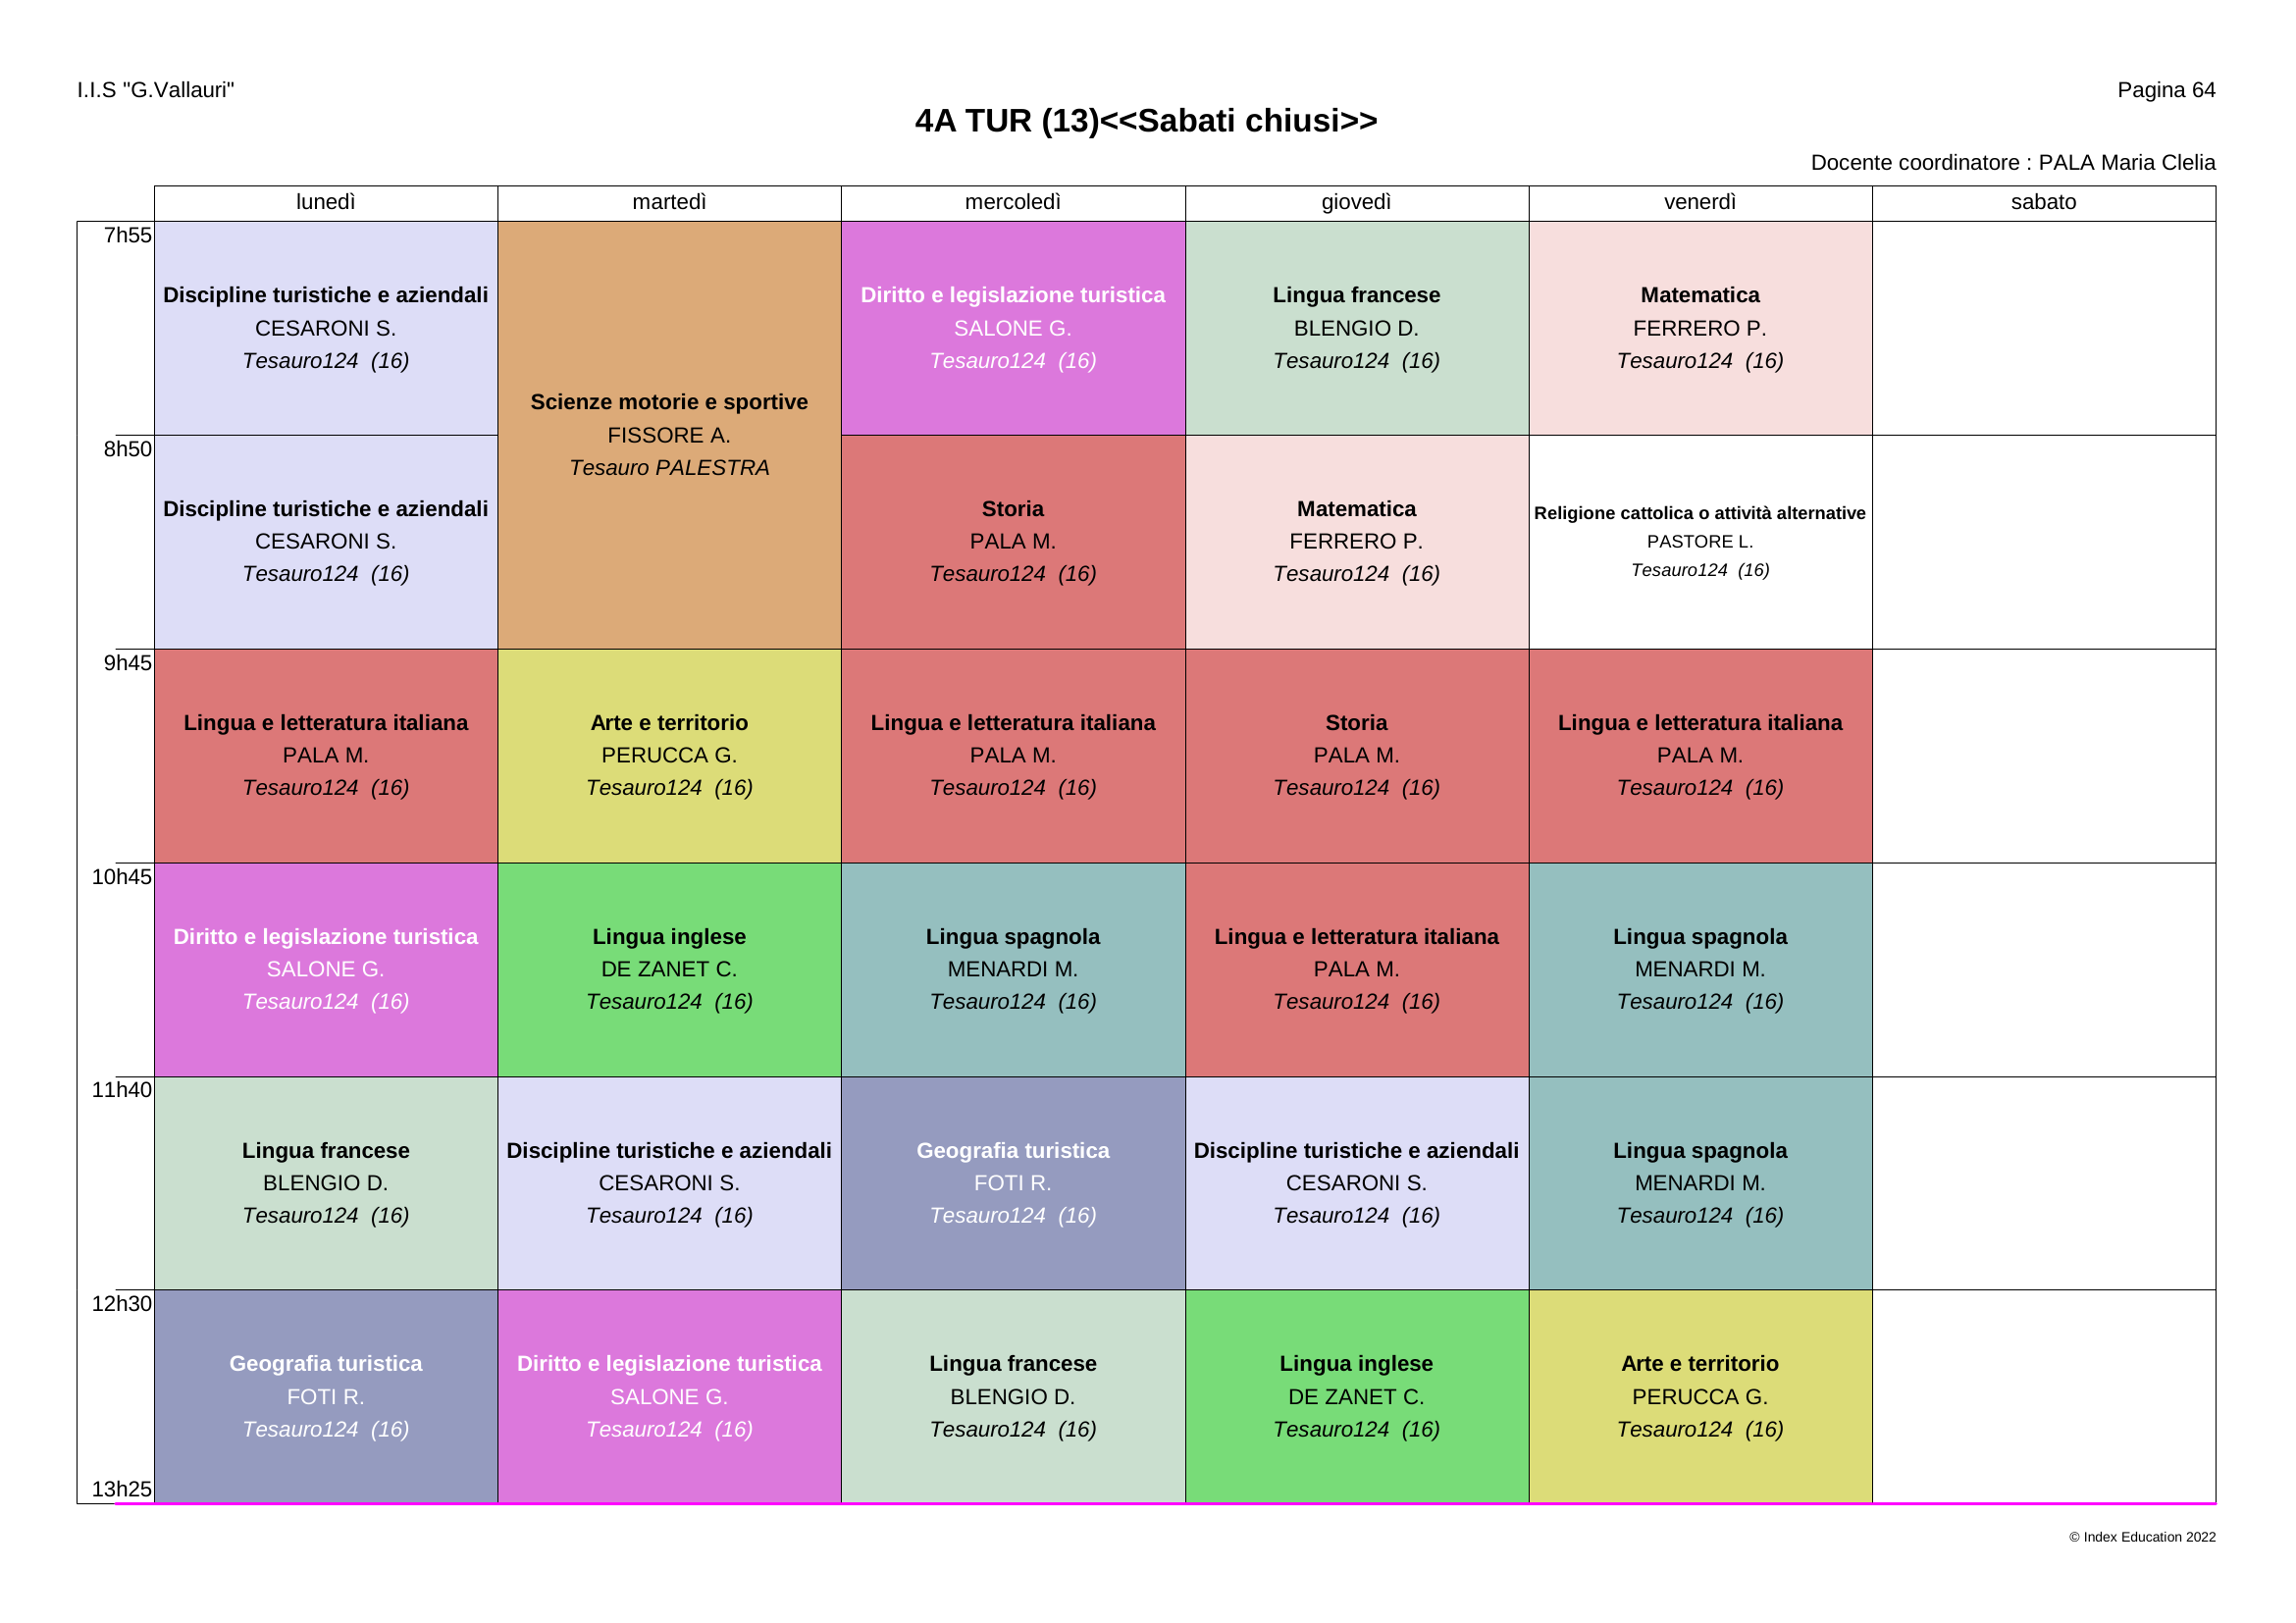 I.I.S "G.Vallauri"
Pagina 64
4A TUR (13)<<Sabati chiusi>>
Docente coordinatore : PALA Maria Clelia
lunedì martedì mercoledì giovedì venerdì sabato
7h55
Discipline turistiche e aziendali
CESARONI S.
Tesauro124 (16)
Scienze motorie e sportive
FISSORE A.
Tesauro PALESTRA
Diritto e legislazione turistica
SALONE G.
Tesauro124 (16)
Lingua francese
BLENGIO D.
Tesauro124 (16)
Matematica
FERRERO P.
Tesauro124 (16)
8h50
Discipline turistiche e aziendali
CESARONI S.
Tesauro124 (16)
Storia
PALA M.
Tesauro124 (16)
Matematica
FERRERO P.
Tesauro124 (16)
Religione cattolica o attività alternative
PASTORE L.
Tesauro124 (16)
9h45
Lingua e letteratura italiana
PALA M.
Tesauro124 (16)
Arte e territorio
PERUCCA G.
Tesauro124 (16)
Lingua e letteratura italiana
PALA M.
Tesauro124 (16)
Storia
PALA M.
Tesauro124 (16)
Lingua e letteratura italiana
PALA M.
Tesauro124 (16)
10h45
Diritto e legislazione turistica
SALONE G.
Tesauro124 (16)
Lingua inglese
DE ZANET C.
Tesauro124 (16)
Lingua spagnola
MENARDI M.
Tesauro124 (16)
Lingua e letteratura italiana
PALA M.
Tesauro124 (16)
Lingua spagnola
MENARDI M.
Tesauro124 (16)
11h40
Lingua francese
BLENGIO D.
Tesauro124 (16)
Discipline turistiche e aziendali
CESARONI S.
Tesauro124 (16)
Geografia turistica
FOTI R.
Tesauro124 (16)
Discipline turistiche e aziendali
CESARONI S.
Tesauro124 (16)
Lingua spagnola
MENARDI M.
Tesauro124 (16)
12h30
Geografia turistica
FOTI R.
Tesauro124 (16)
Diritto e legislazione turistica
SALONE G.
Tesauro124 (16)
Lingua francese
BLENGIO D.
Tesauro124 (16)
Lingua inglese
DE ZANET C.
Tesauro124 (16)
Arte e territorio
PERUCCA G.
Tesauro124 (16)
13h25
© Index Education 2022